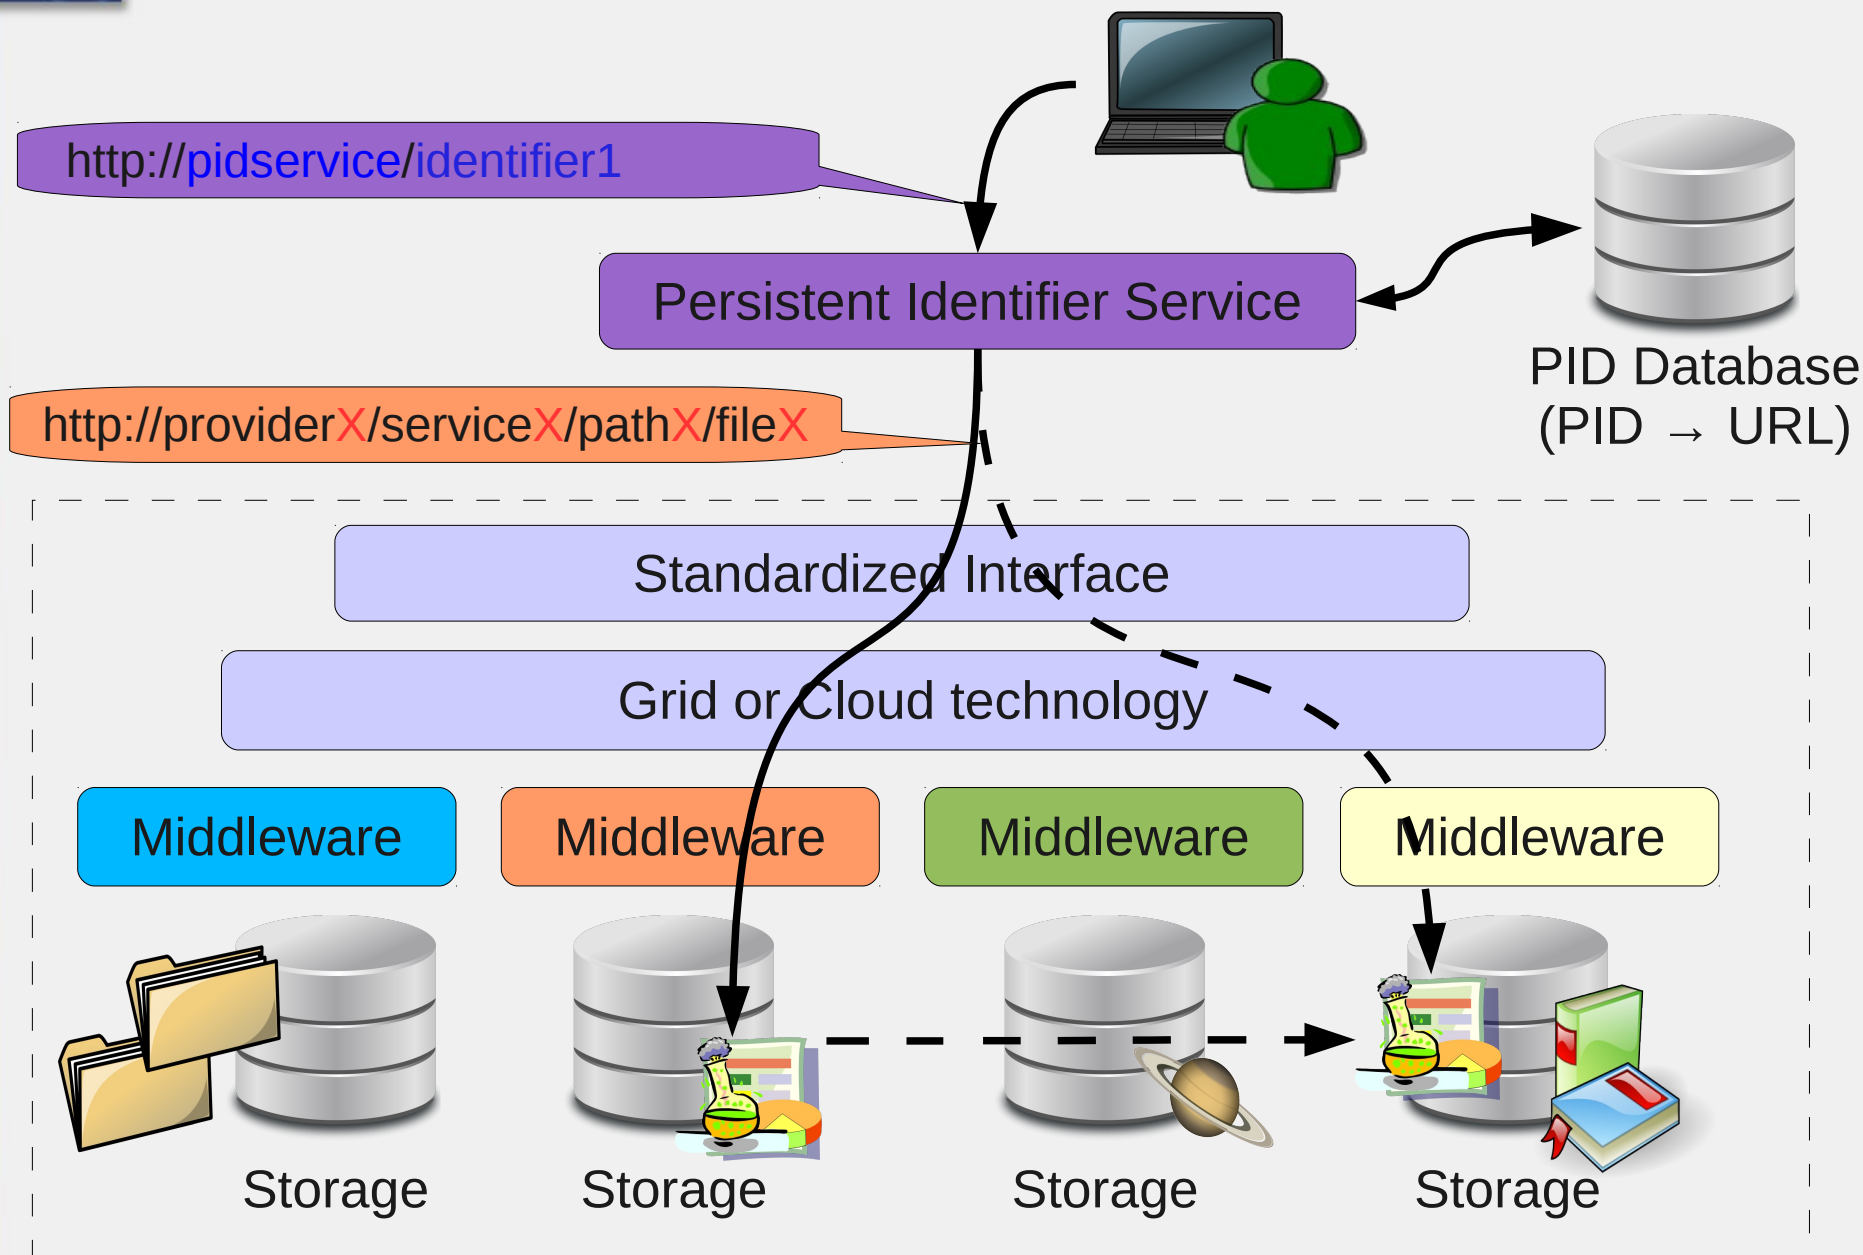 http://pidservice/identifier1
Persistent Identifier Service
PID Database
(PID → URL)
http://providerX/serviceX/pathX/fileX
Standardized Interface
Grid or Cloud technology
Middleware
Middleware
Middleware
Middleware
Storage
Storage
Storage
Storage